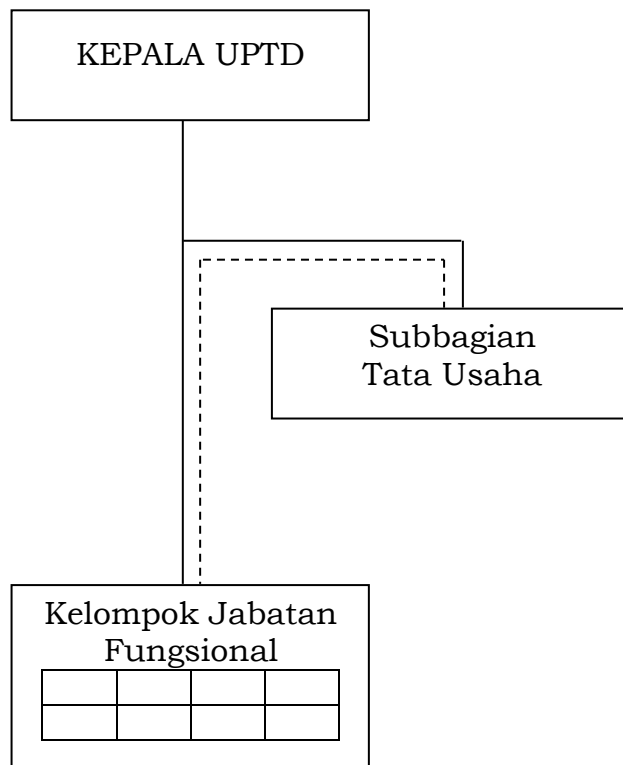 KEPALA UPTD
Subbagian
Tata Usaha
Kelompok Jabatan
Fungsional